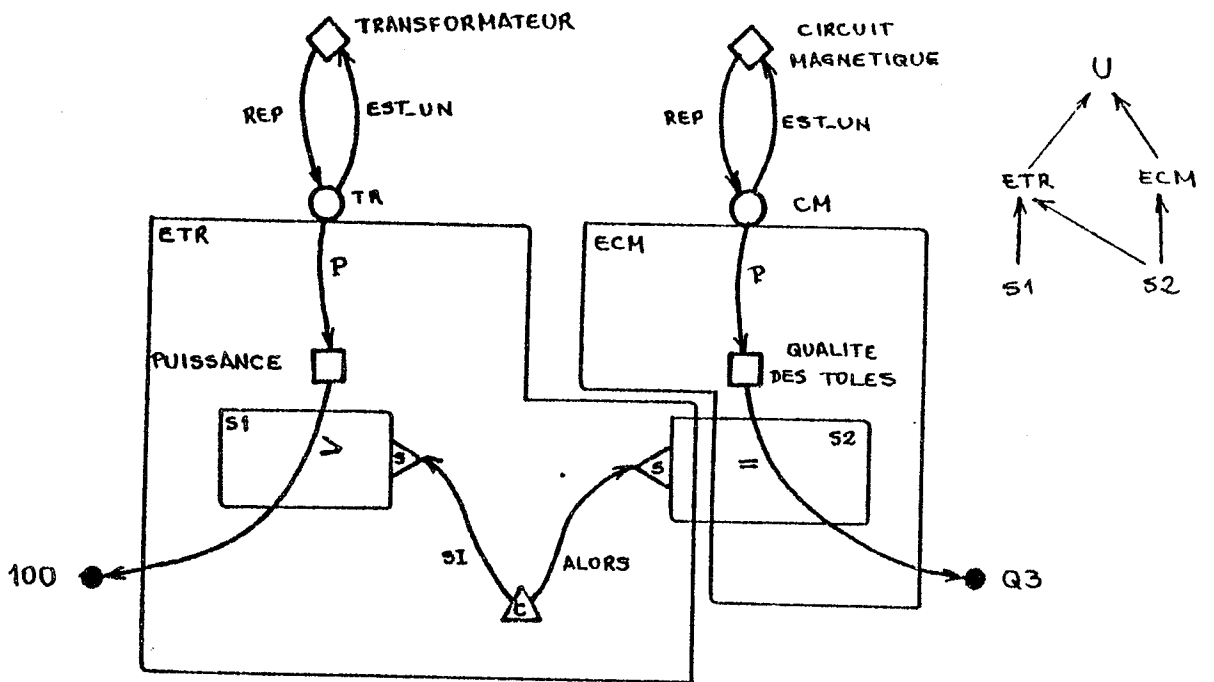 TRANSFORMATEUR
CIRCUIT
MAGNETIQUE
U
REP
EST_UN
REP
EST_UN
ETR
ECM
TR
CM
ETR
ECM
P
P
S1
S2
PUISSANCE
QUALITE
DES TOLES
S1
>
S
S
=
S2
SI
ALORS
100
C
Q3